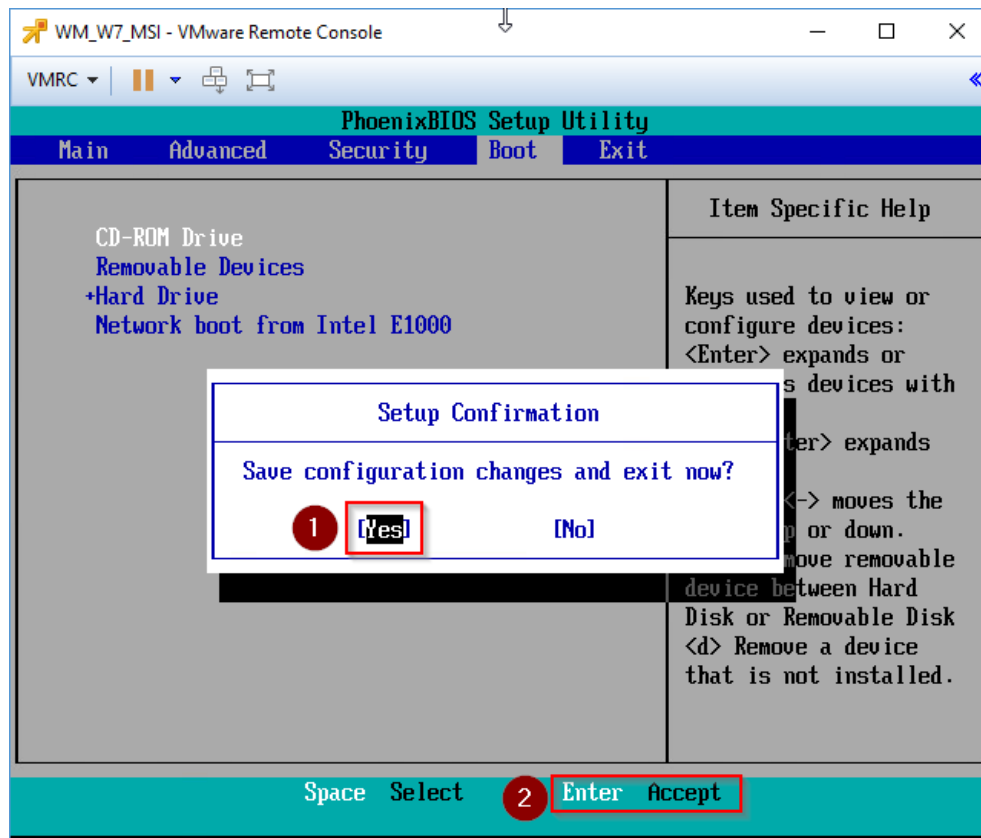 WM_W7_MSI - VMware Remote Console
VMRC
PhoenixBIOS Setup Utility
Main Advanced Security Boot Exit
CD-ROM Drive
Removable Devices
+Hard Drive
Network boot from Intel E1000
Item Specific Help
Keys used to view or
configure devices:
<Enter> expands or
s devices with
ter> expands
<-> moves the
p or down.
move removable
device between Hard
Disk or Removable Disk
<d> Remove a device
that is not installed.
Setup Confirmation
Save configuration changes and exit now?
1 [Yes] [No]
Space Select 2 Enter Accept